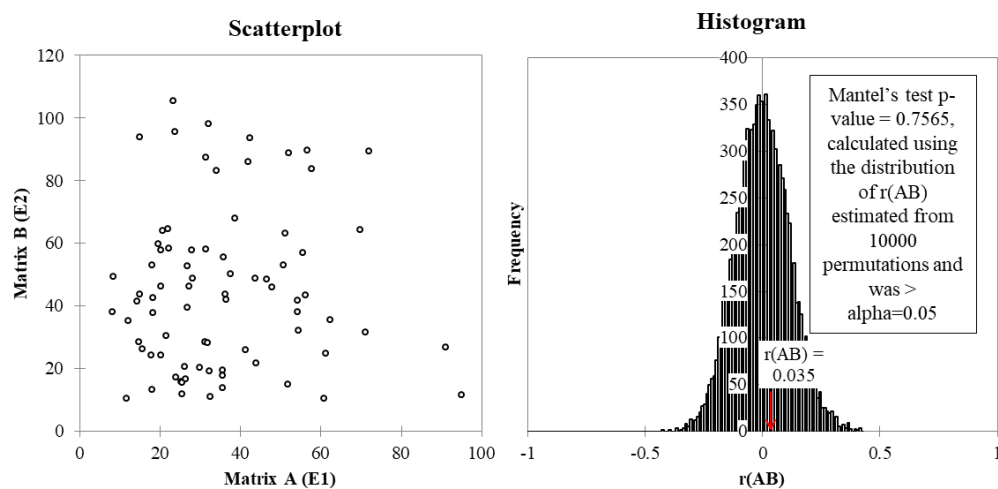 Scatterplot
120
100
80
60
40
20
0
0 20 40 60 80 100
Matrix B (E2)
Matrix A (E1)
Histogram
400
350
300
250
200
150
100
50
0
-1 -0.5 0 0.5 1
Frequency
r(AB)
r(AB) =
0.035
Mantel's test p-
value = 0.7565,
calculated using
the distribution
of r(AB)
estimated from
10000
permutations and
was >
alpha=0.05